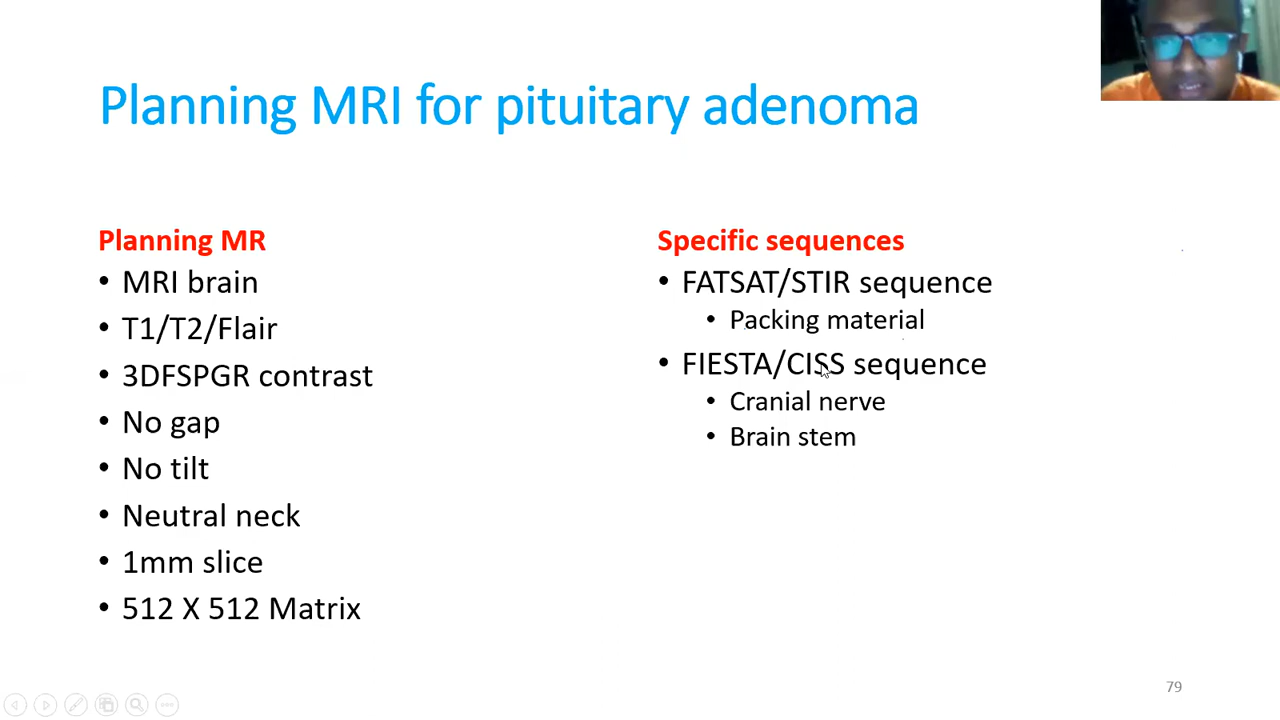 Planning MRI for pituitary adenoma
Planning MR
• MRI brain
• T1/T2/Flair
• 3DFSPGR contrast
• No gap
• No tilt
• Neutral neck
• 1mm slice
• 512 X 512 Matrix
Specific sequences
• FATSAT/STIR sequence
• Packing material
• FIESTA/CISS sequence
• Cranial nerve
• Brain stem
79